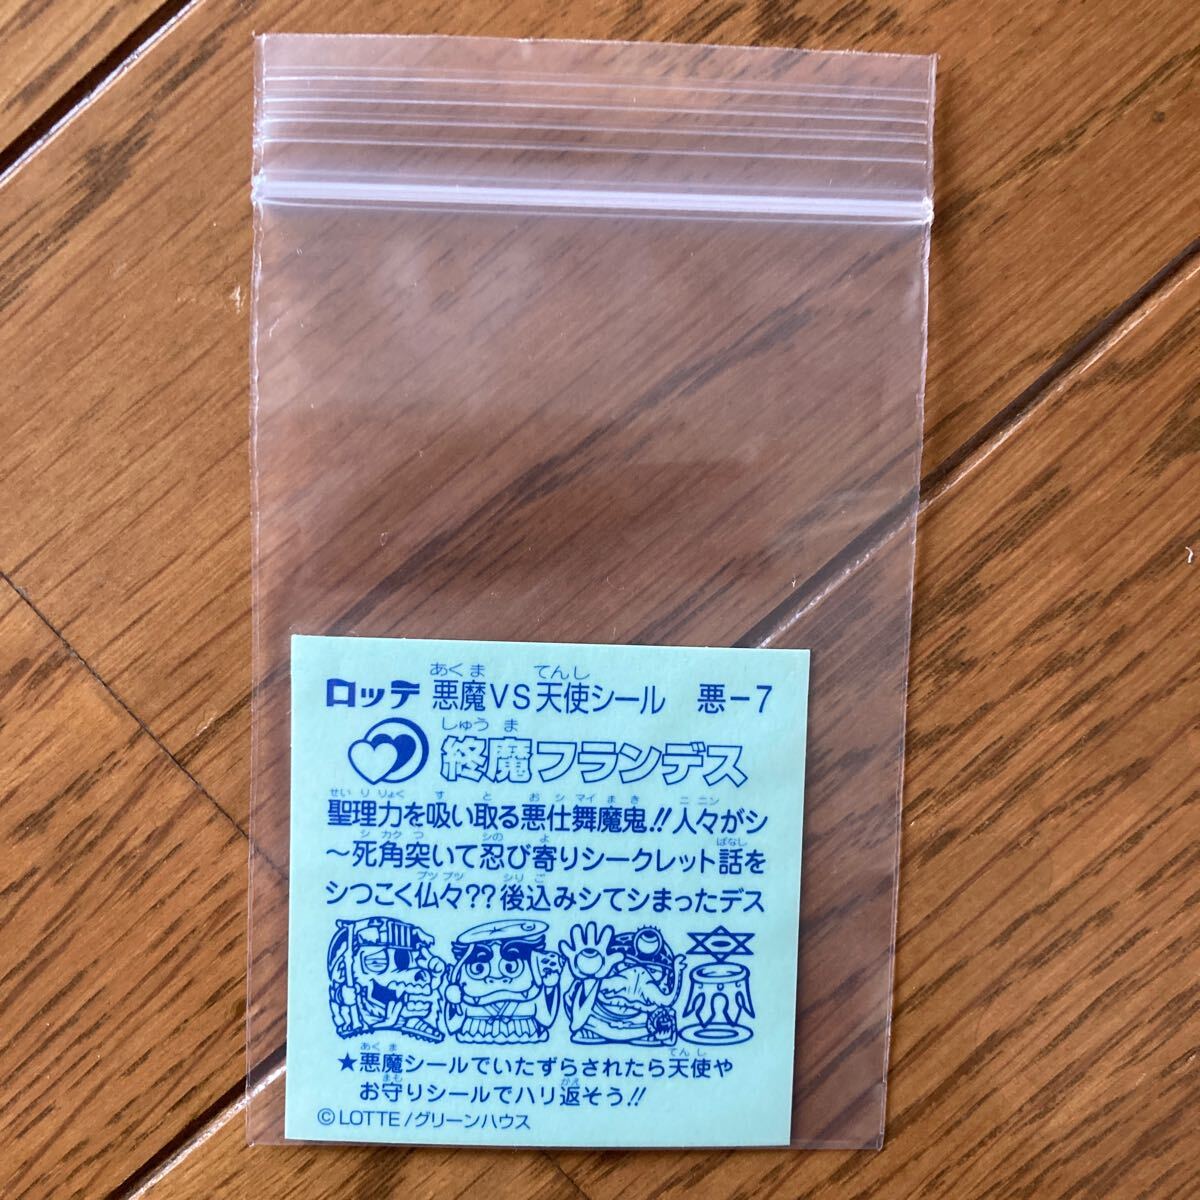 あくま てんし
ロッテ 悪魔VS天使シール 悪-7
しゅう ま
終魔フランデス
せい り りょく す と お シ マイ ま き ニ ニン
聖理力を吸い取る悪仕舞魔鬼!!人々がシ
シ カク つ シの よ ばなし
〜死角突いて忍び寄りシークレット話を
ブツ ブツ シリ ご
シつこく仏々??後込みシてシまったデス
あく ま てん し
★悪魔シールでいたずらされたら天使や
まも かえ
お守りシールでハリ返そう!!
©LOTTE/グリーンハウス